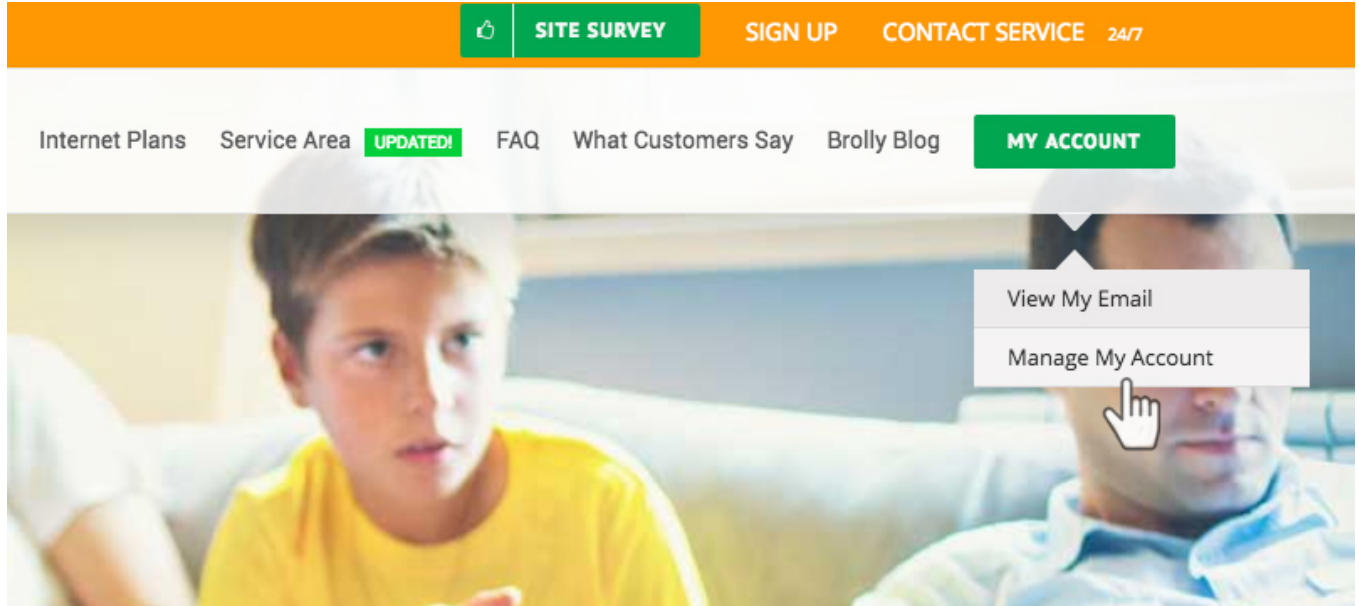 SITE SURVEY SIGN UP CONTACT SERVICE 24/7
Internet Plans Service Area UPDATED! FAQ What Customers Say Brolly Blog MY ACCOUNT
View My Email
Manage My Account